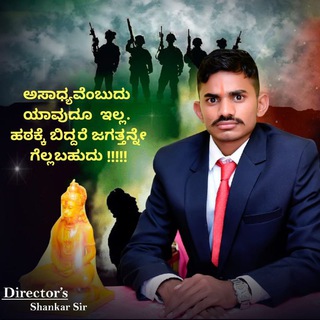 ಅಸಾಧ್ಯವೆಂಬುದು
ಯಾವುದೂ ಇಲ್ಲ.
ಹಠಕ್ಕೆ ಬಿದ್ದರೆ ಜಗತ್ತನ್ನೇ
ಗೆಲ್ಲಬಹುದು !!!!!
Director's
Shankar Sir